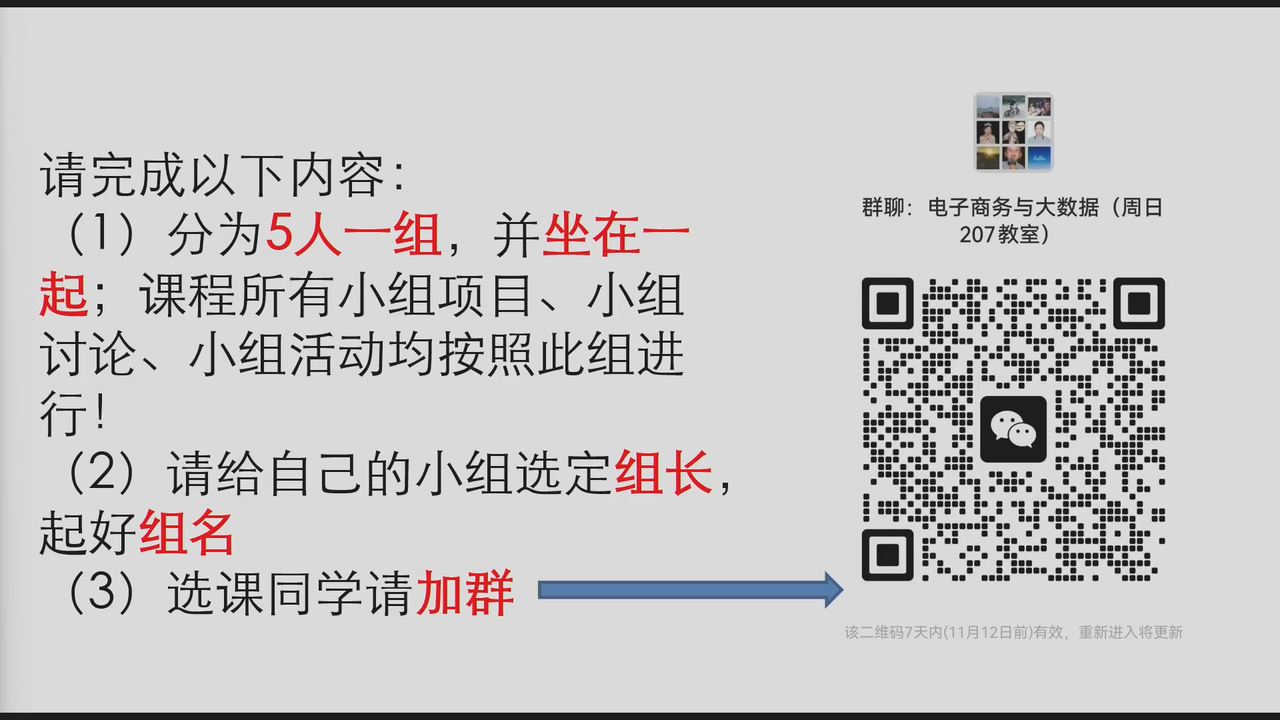 请完成以下内容：
（1）分为5人一组，并坐在一
起；课程所有小组项目、小组
讨论、小组活动均按照此组进
行！
（2）请给自己的小组选定组长，
起好组名
（3）选课同学请加群
群聊：电子商务与大数据（周日
207教室）
该二维码7天内(11月12日前)有效，重新进入将更新